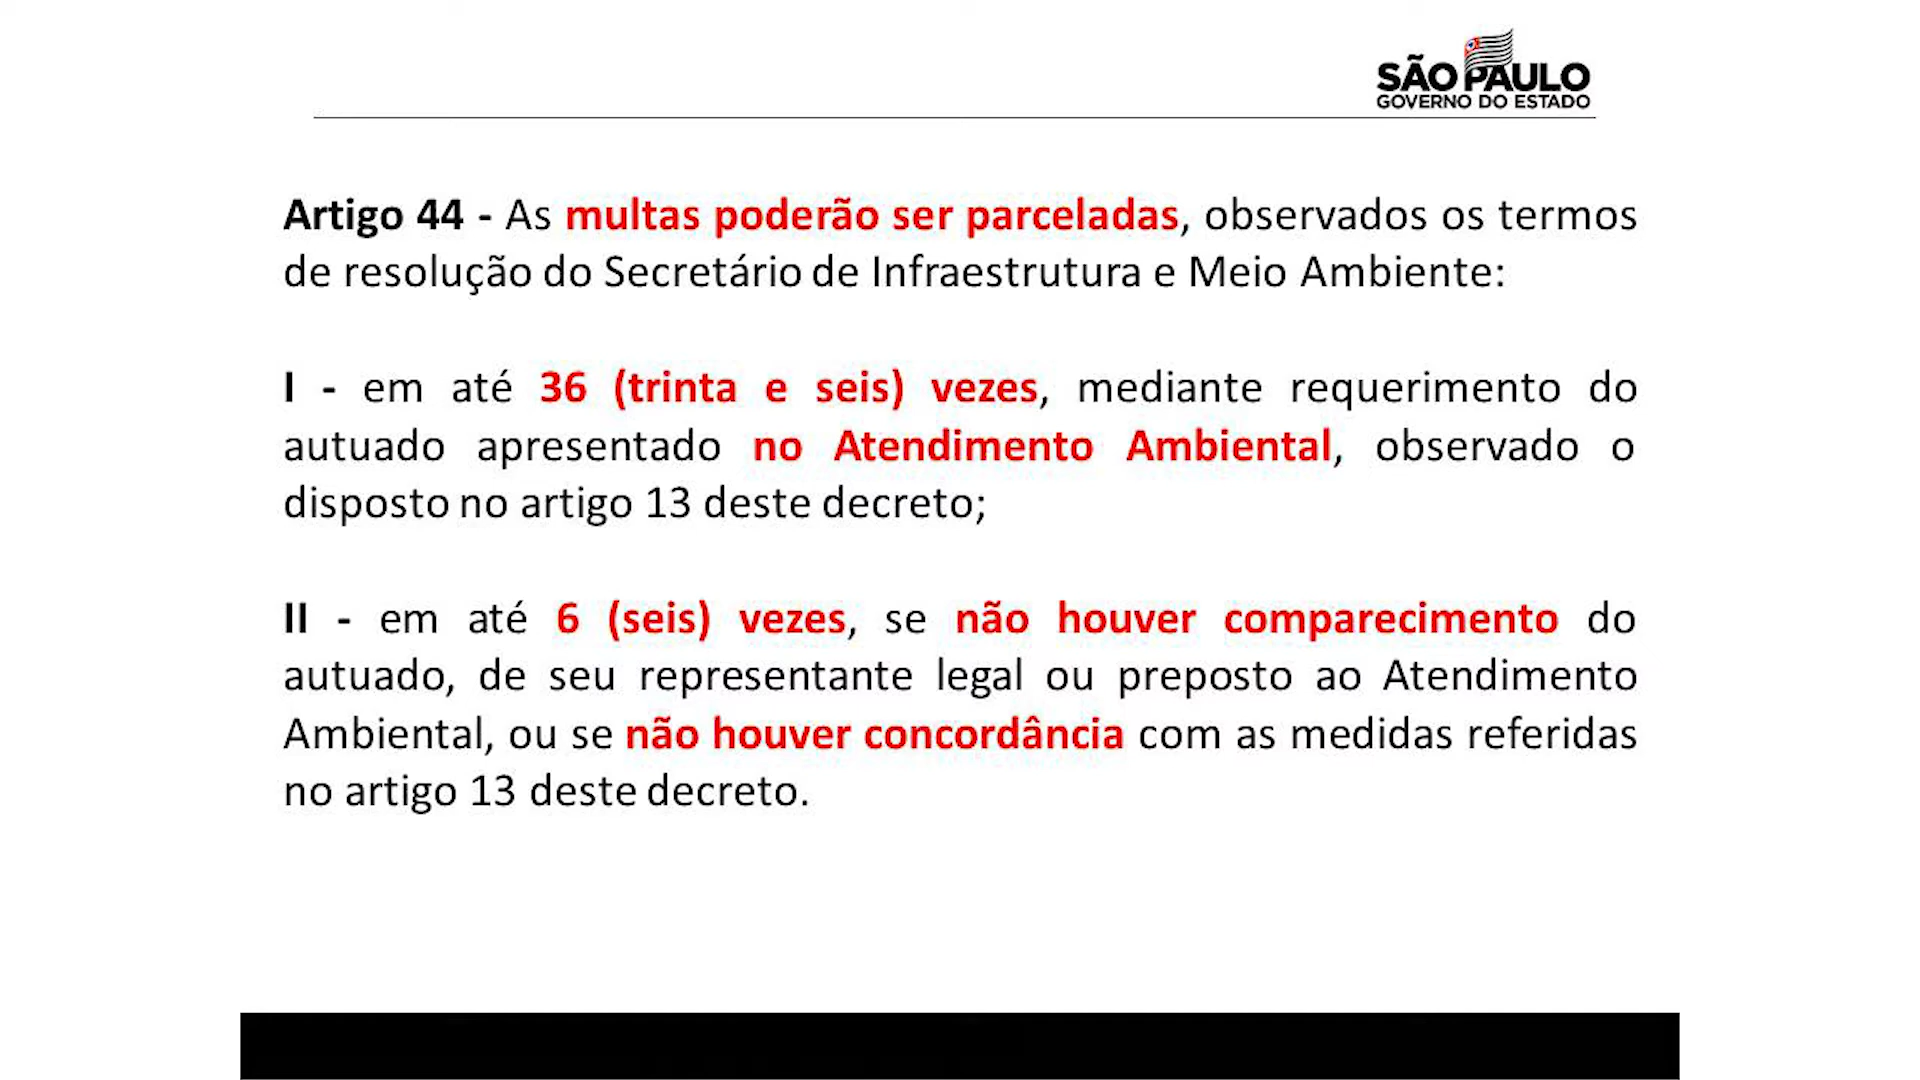 SÃO PAULO
GOVERNO DO ESTADO
Artigo 44 - As multas poderão ser parceladas, observados os termos
de resolução do Secretário de Infraestrutura e Meio Ambiente:
I - em até 36 (trinta e seis) vezes, mediante requerimento do
autuado apresentado no Atendimento Ambiental, observado o
disposto no artigo 13 deste decreto;
II - em até 6 (seis) vezes, se não houver comparecimento do
autuado, de seu representante legal ou preposto ao Atendimento
Ambiental, ou se não houver concordância com as medidas referidas
no artigo 13 deste decreto.